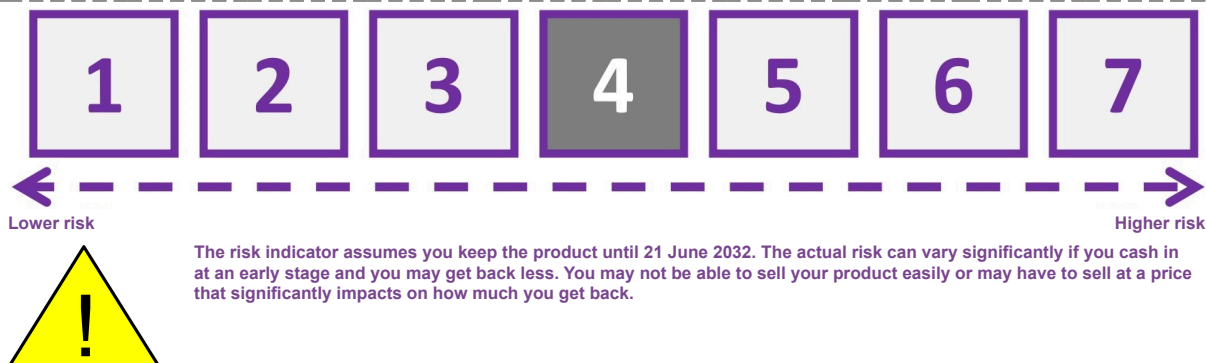 1 2 3 4 5 6 7
Lower risk Higher risk
The risk indicator assumes you keep the product until 21 June 2032. The actual risk can vary significantly if you cash in
at an early stage and you may get back less. You may not be able to sell your product easily or may have to sell at a price
that significantly impacts on how much you get back.
!